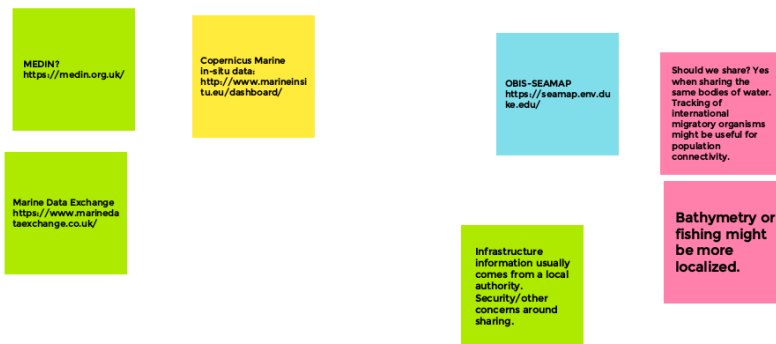 MEDIN?
https://medin.org.uk/
Copernicus Marine
in-situ data:
http://www.marineinsi
tu.eu/dashboard/
OBIS-SEAMAP
https://seamap.env.du
ke.edu/
Should we share? Yes
when sharing the
same bodies of water.
Tracking of
international
migratory organisms
might be useful for
population
connectivity.
Marine Data Exchange
https://www.marineda
taexchange.co.uk/
Bathymetry or
fishing might
be more
localized.
Infrastructure
information usually
comes from a local
authority.
Security/other
concerns around
sharing.